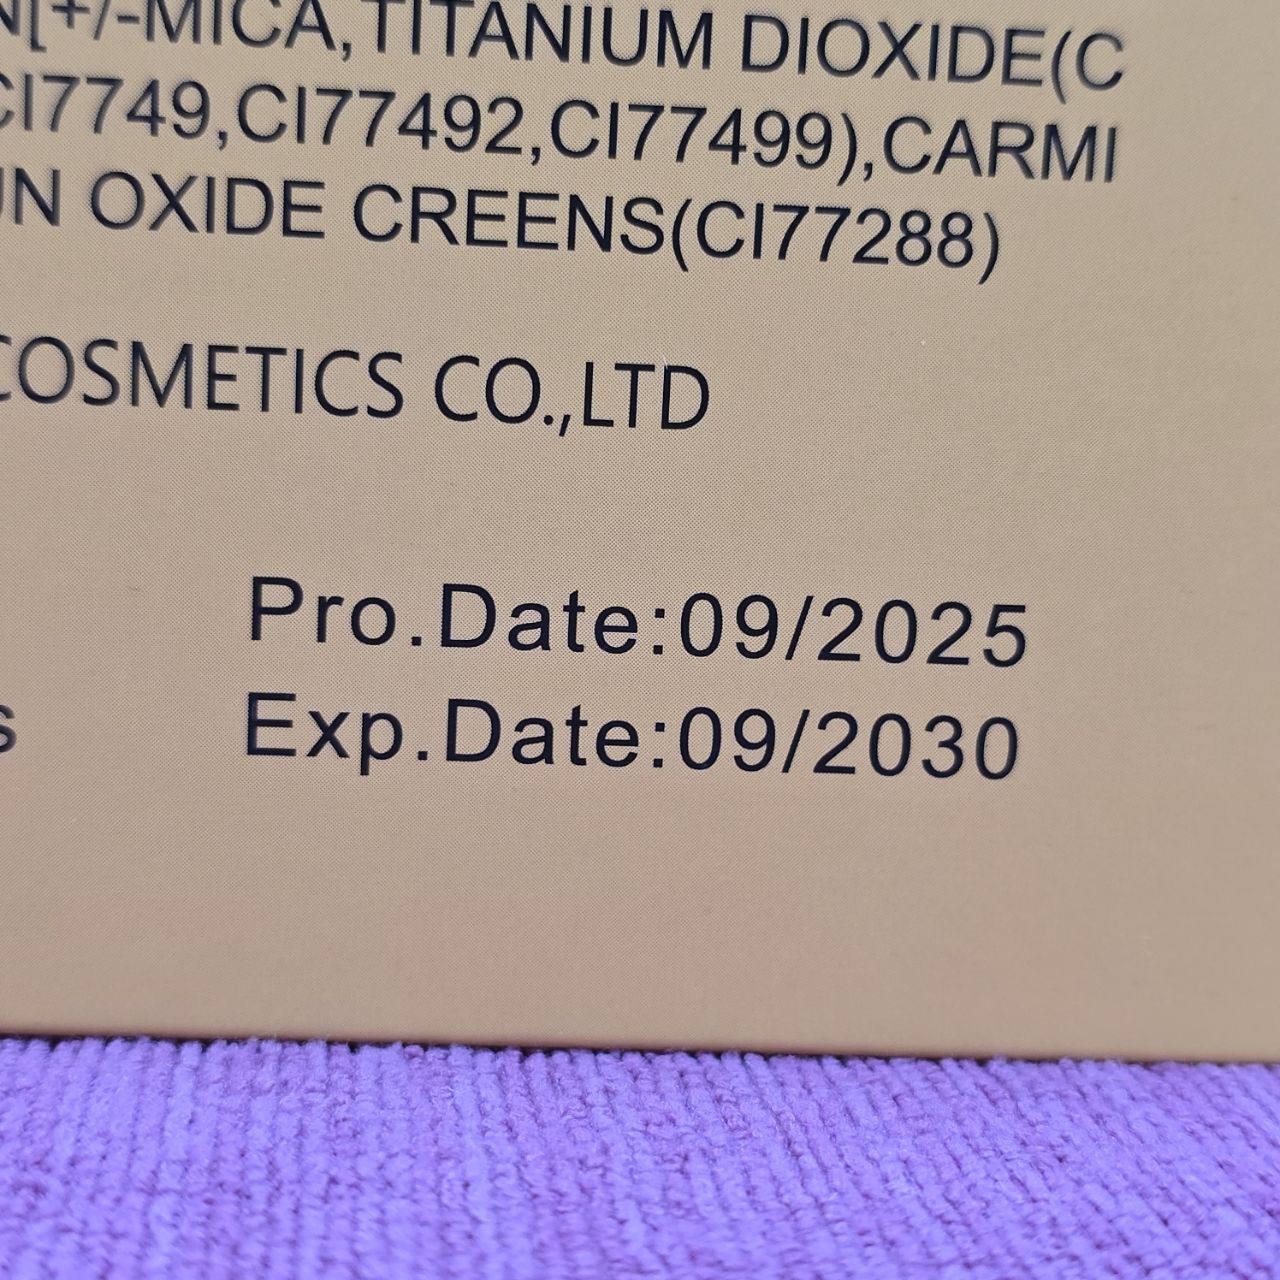 N[+/-MICA,TITANIUM DIOXIDE(C
CI7749,CI77492,CI77499),CARMI
UN OXIDE CREENS(CI77288)
COSMETICS CO.,LTD
Pro.Date:09/2025
s
Exp.Date:09/2030